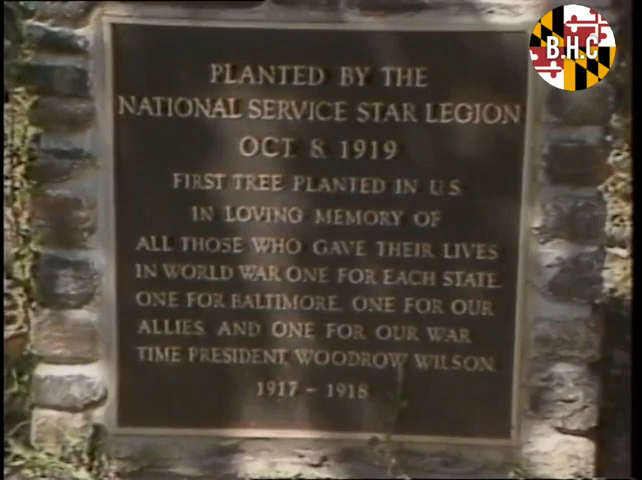 B.H.C
PLANTED BY THE
NATIONAL SERVICE STAR LEGION
OCT. 8 1919
FIRST TREE PLANTED IN U.S.
IN LOVING MEMORY OF
ALL THOSE WHO GAVE THEIR LIVES
IN WORLD WAR ONE FOR EACH STATE.
ONE FOR BALTIMORE. ONE FOR OUR
ALLIES. AND ONE FOR OUR WAR
TIME PRESIDENT, WOODROW WILSON.
1917 – 1918